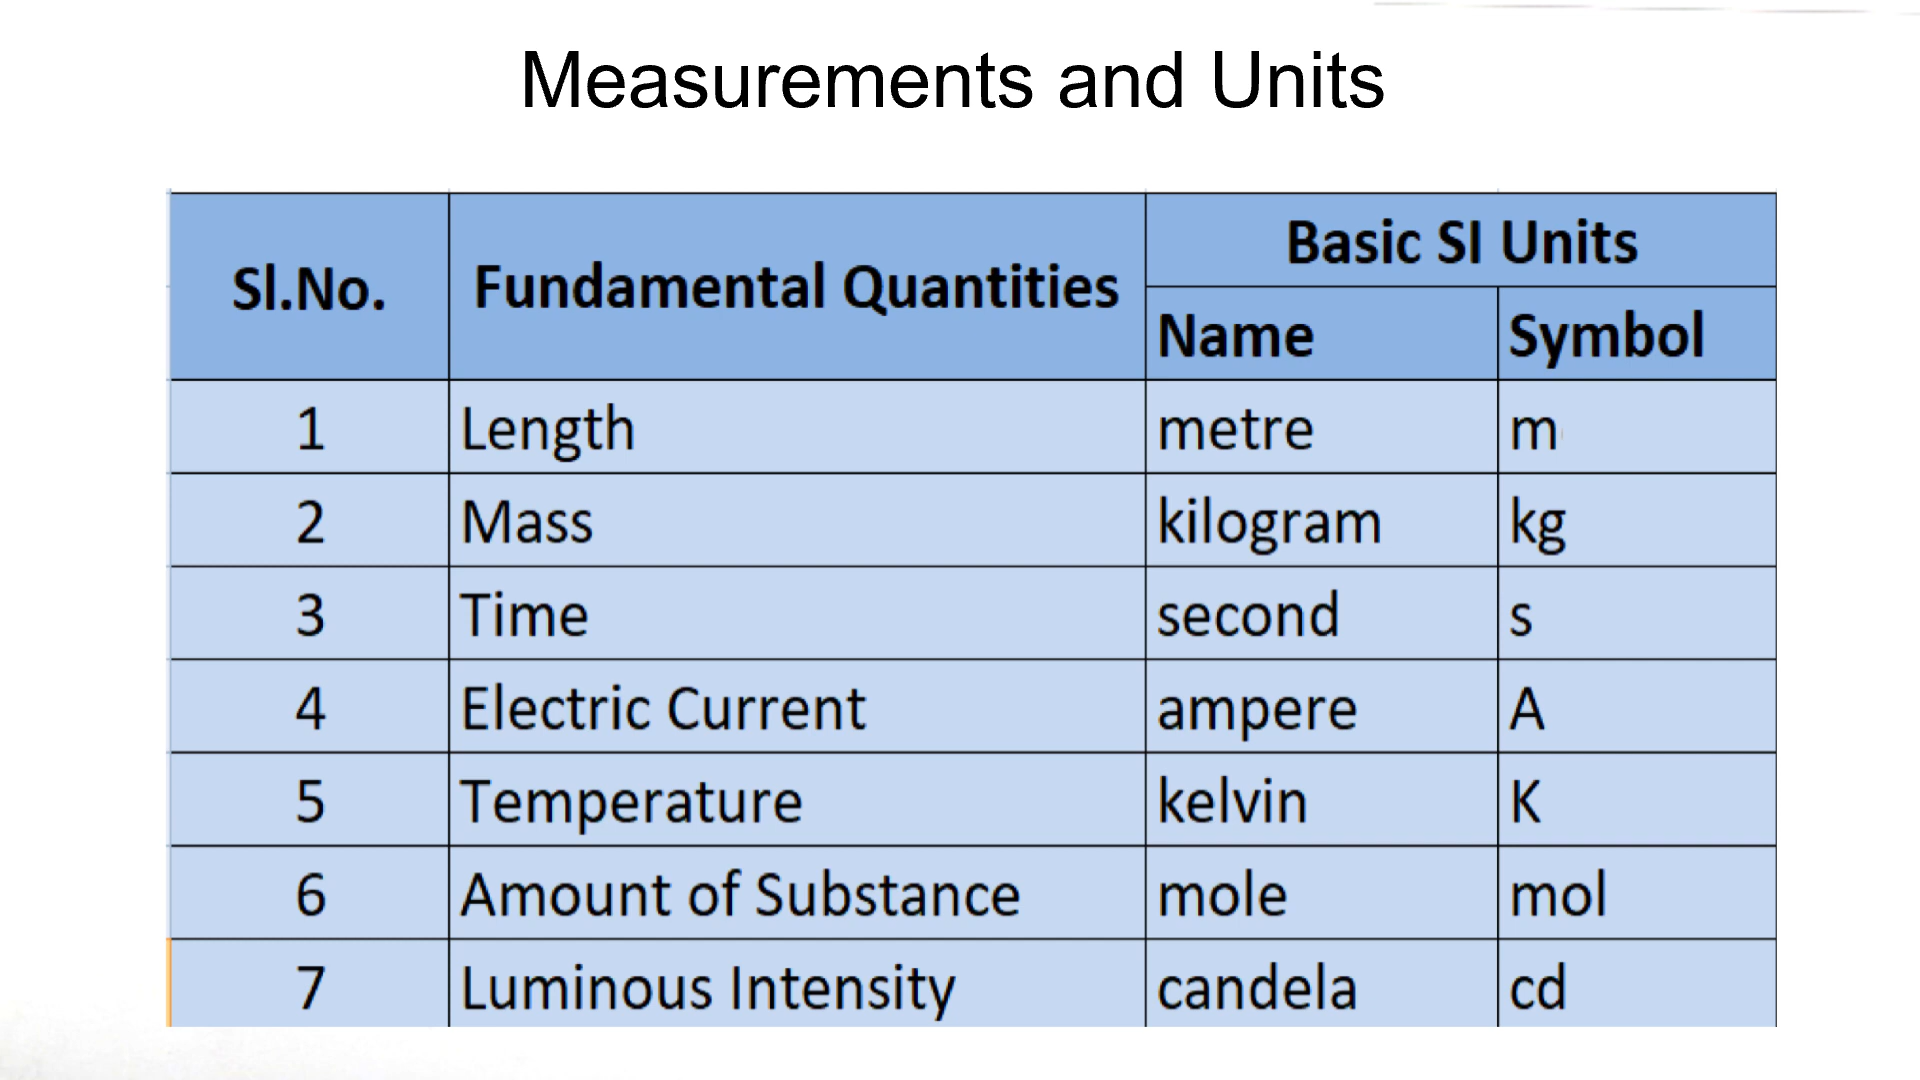 Measurements and Units
Sl.No. Fundamental Quantities Basic SI Units
Name Symbol
1 Length metre m
2 Mass kilogram kg
3 Time second s
4 Electric Current ampere A
5 Temperature kelvin K
6 Amount of Substance mole mol
7 Luminous Intensity candela cd